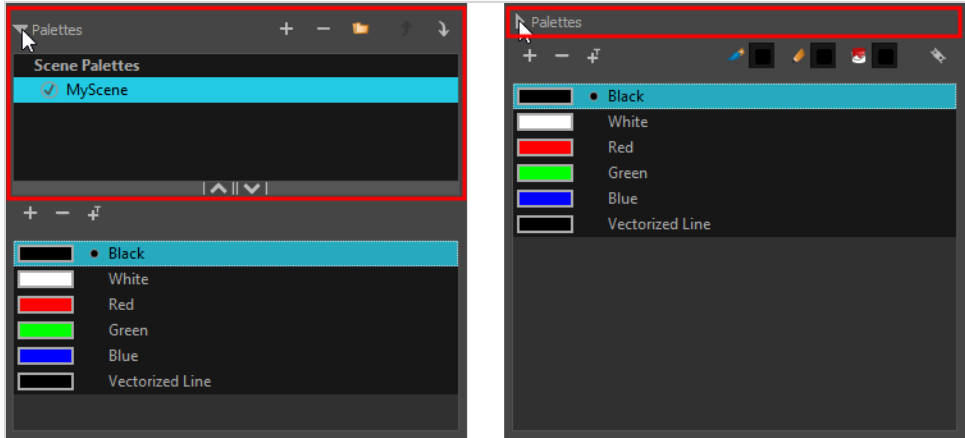 Palettes
Scene Palettes
MyScene
Black
White
Red
Green
Blue
Vectorized Line
Palettes
Black
White
Red
Green
Blue
Vectorized Line